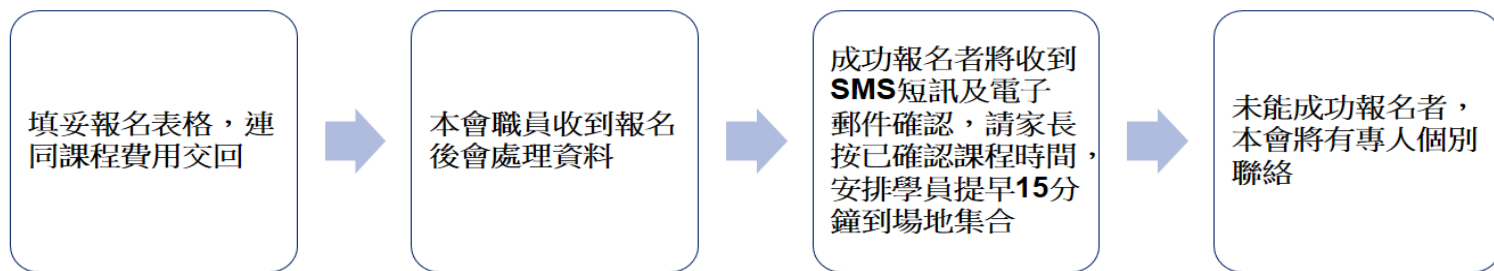 填妥報名表格，連
同課程費用交回
本會職員收到報名
後會處理資料
成功報名者將收到
SMS短訊及電子
郵件確認，請家長
按已確認課程時間，
安排學員提早15分
鐘到場地集合
未能成功報名者，
本會將有專人個別
聯絡